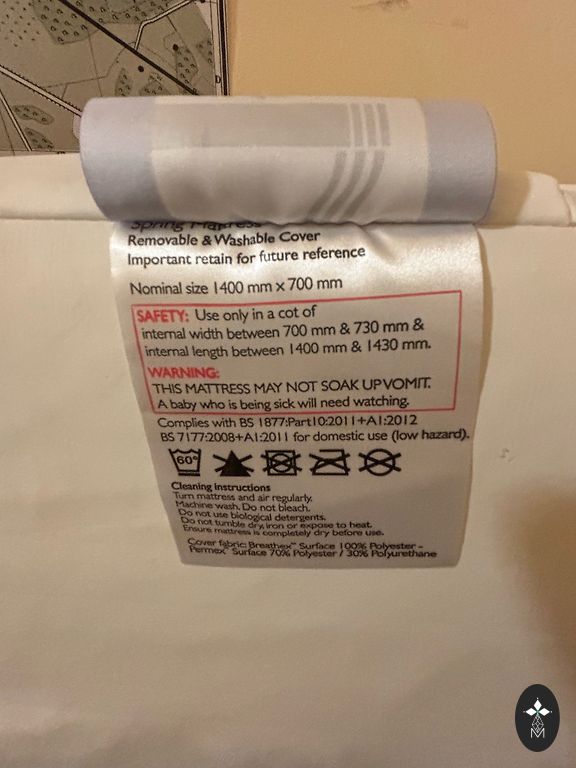 Spring Mattress
Removable & Washable Cover
Important retain for future reference
Nominal size 1400 mm x 700 mm
SAFETY: Use only in a cot of
internal width between 700 mm & 730 mm &
internal length between 1400 mm & 1430 mm.
WARNING:
THIS MATTRESS MAY NOT SOAK UP VOMIT.
A baby who is being sick will need watching.
Complies with BS 1877:Part10:2011+A1:2012
BS 7177:2008+A1:2011 for domestic use (low hazard).
60°
Cleaning instructions
Turn mattress and air regularly.
Machine wash. Do not bleach.
Do not use biological detergents.
Do not tumble dry, iron or expose to heat.
Ensure mattress is completely dry before use.
Cover fabric: Breathex™ Surface 100% Polyester –
Permex™ Surface 70% Polyester / 30% Polyurethane
D
M